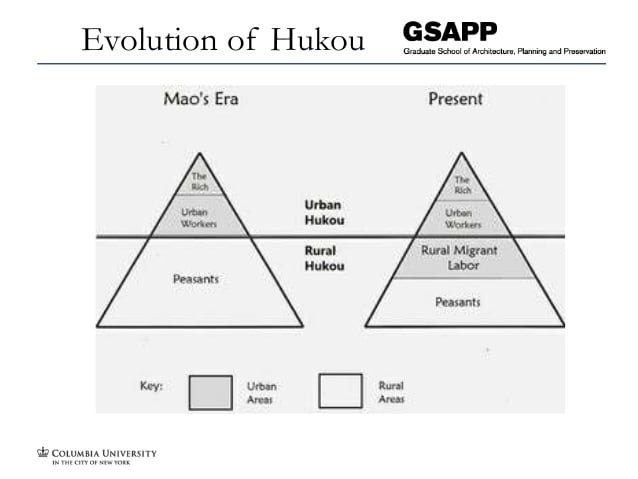 Evolution of Hukou
GSAPP
Graduate School of Architecture, Planning and Preservation
Mao's Era
Present
The
Rich
Urban
Workers
Peasants
Urban
Hukou
Rural
Hukou
The
Rich
Urban
Workers
Rural Migrant
Labor
Peasants
Key:
Urban
Areas
Rural
Areas
COLUMBIA UNIVERSITY
IN THE CITY OF NEW YORK